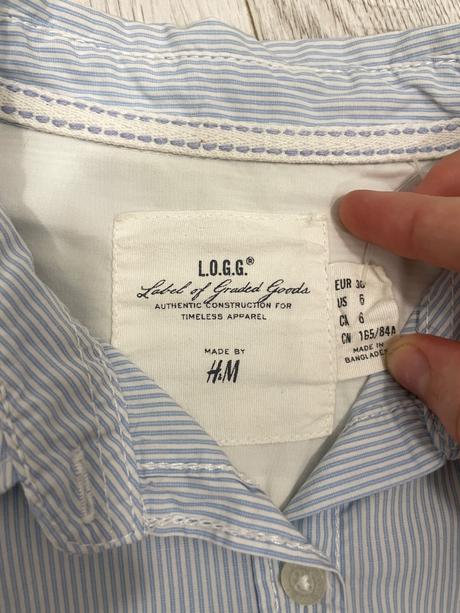 L.O.G.G.®
Label of Graded Goods
AUTHENTIC CONSTRUCTION FOR
TIMELESS APPAREL
MADE BY
H&M
EUR
US 6
CA 6
CN 165/84A
MADE IN
BANGLADESH